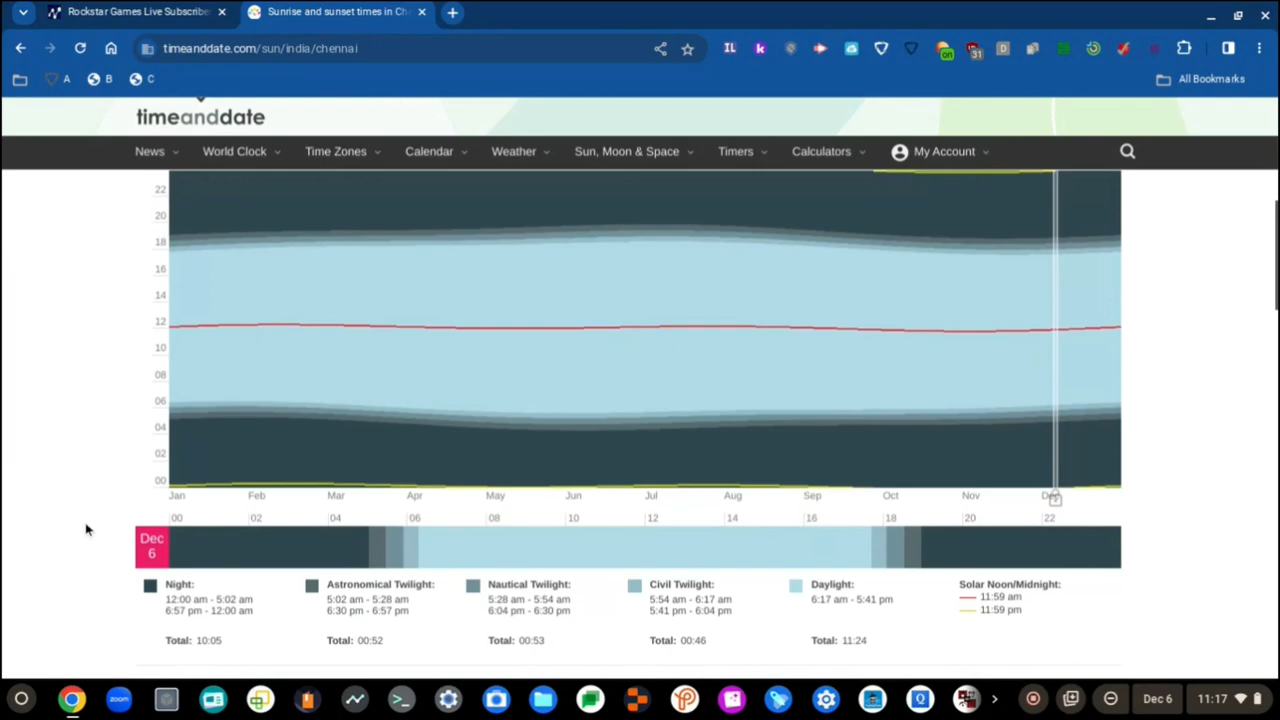 Rockstar Games Live Subscribe
Sunrise and sunset times in Che
timeanddate.com/sun/india/chennai
on
31
A
B
C
All Bookmarks
timeanddate
News
World Clock
Time Zones
Calendar
Weather
Sun, Moon & Space
Timers
Calculators
My Account
22
20
18
16
14
12
10
08
06
04
02
00
Jan Feb Mar Apr May Jun Jul Aug Sep Oct Nov Dec
00 02 04 06 08 10 12 14 16 18 20 22
Dec
6
Night:
12:00 am - 5:02 am
6:57 pm - 12:00 am
Total: 10:05
Astronomical Twilight:
5:02 am - 5:28 am
6:30 pm - 6:57 pm
Total: 00:52
Nautical Twilight:
5:28 am - 5:54 am
6:04 pm - 6:30 pm
Total: 00:53
Civil Twilight:
5:54 am - 6:17 am
5:41 pm - 6:04 pm
Total: 00:46
Daylight:
6:17 am - 5:41 pm
Total: 11:24
Solar Noon/Midnight:
11:59 am
11:59 pm
zoom
Dec 6
11:17